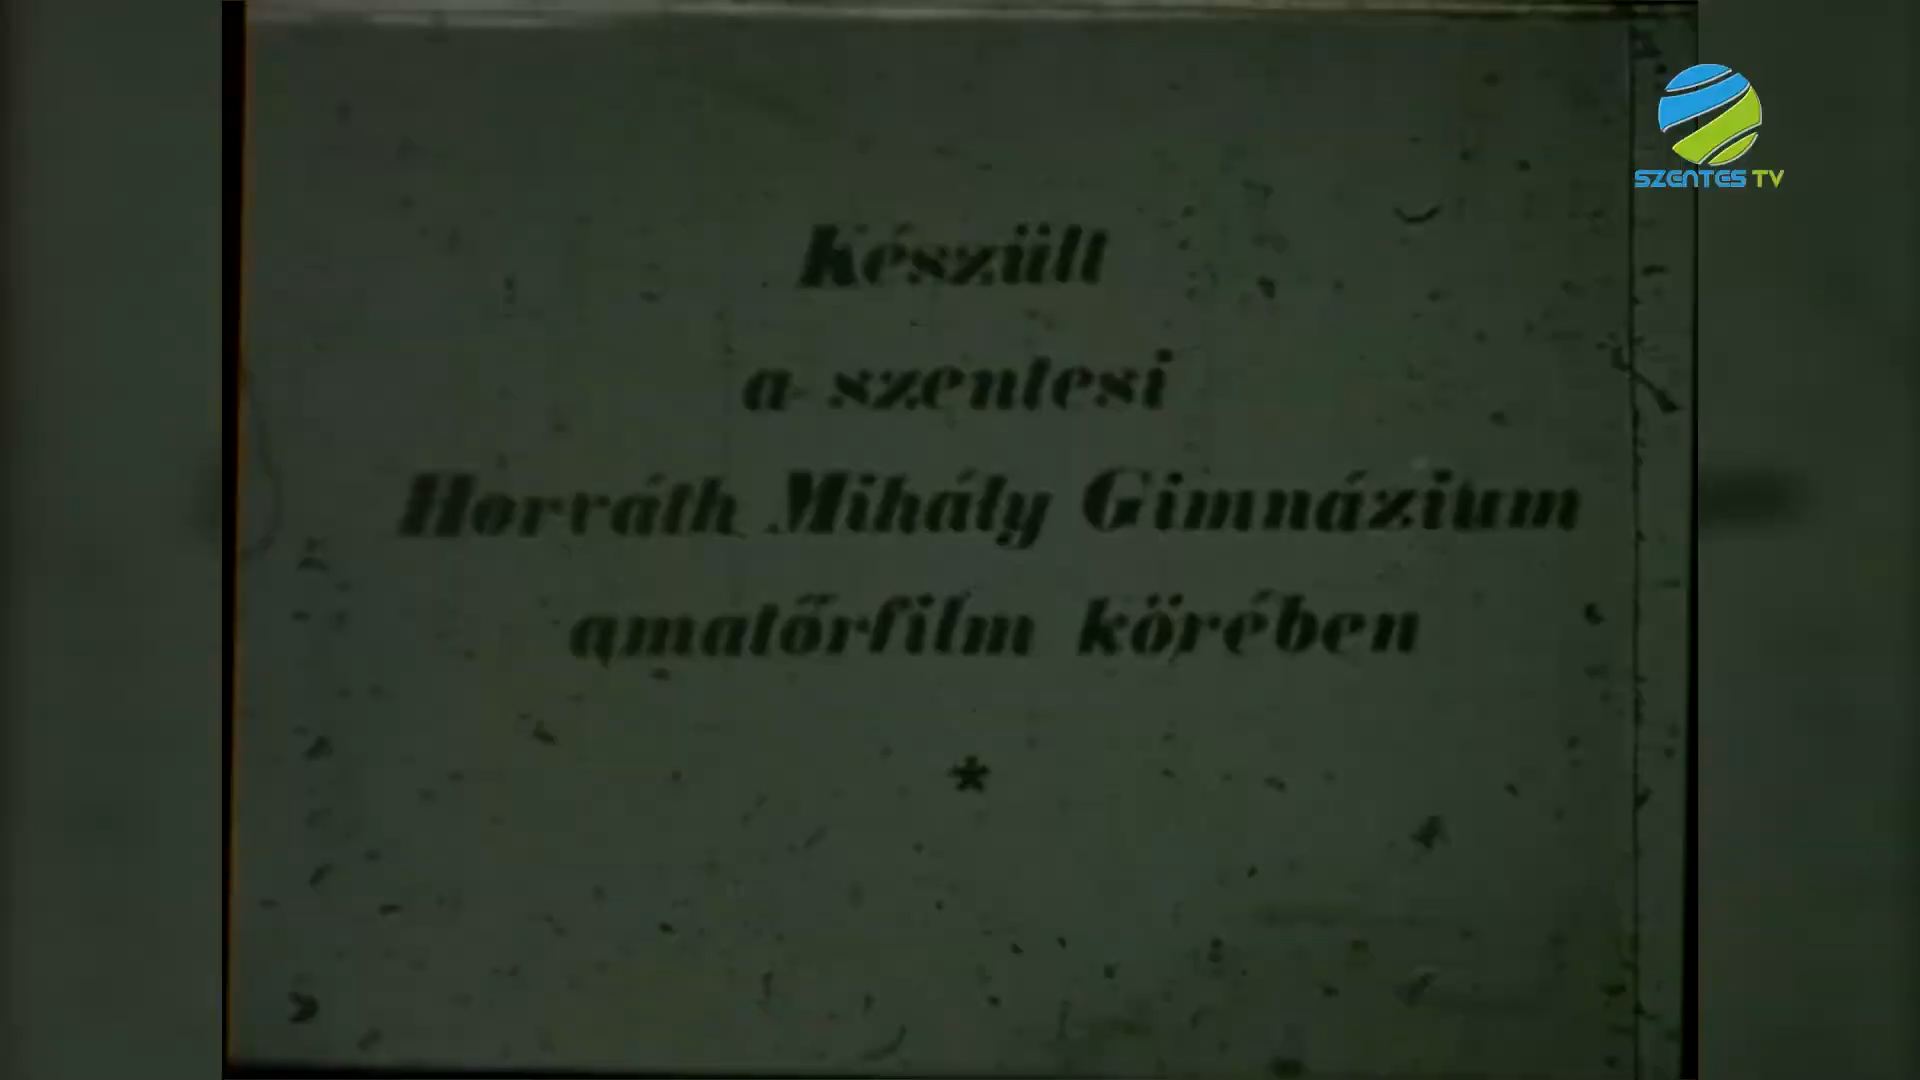 SZENTES TV
Készült
a szentesi
Horváth Mihály Gimnázium
amatőrfilm körében
*